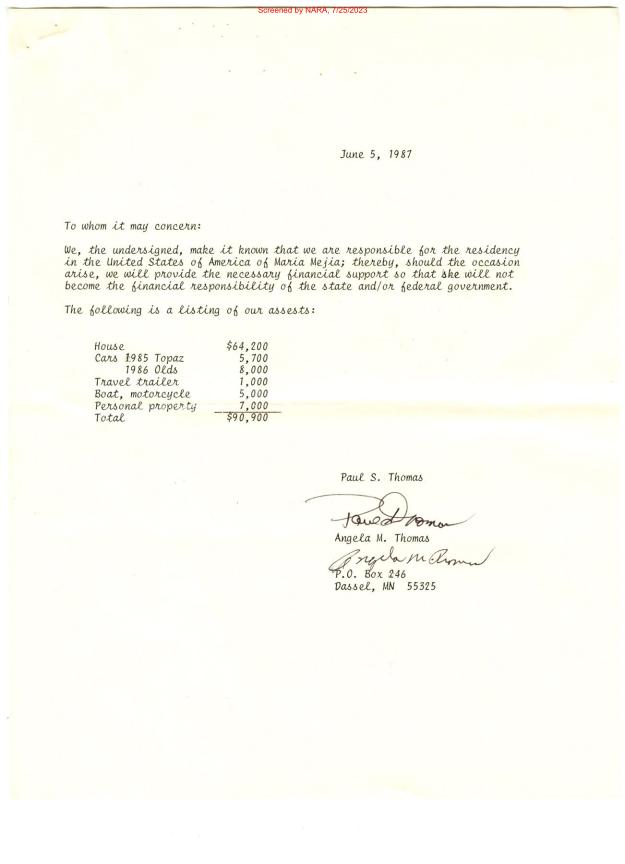 Screened by NARA, 7/25/2023
June 5, 1987
To whom it may concern:
We, the undersigned, make it known that we are responsible for the residency
in the United States of America of Maria Mejia; thereby, should the occasion
arise, we will provide the necessary financial support so that she will not
become the financial responsibility of the state and/or federal government.
The following is a listing of our assests:
House $64,200
Cars 1985 Topaz 5,700
1986 Olds 8,000
Travel trailer 1,000
Boat, motorcycle 5,000
Personal property 7,000
Total $90,900
Paul S. Thomas
Paul S Thomas
Angela M. Thomas
Angela M Thomas
P.O. Box 246
Dassel, MN 55325